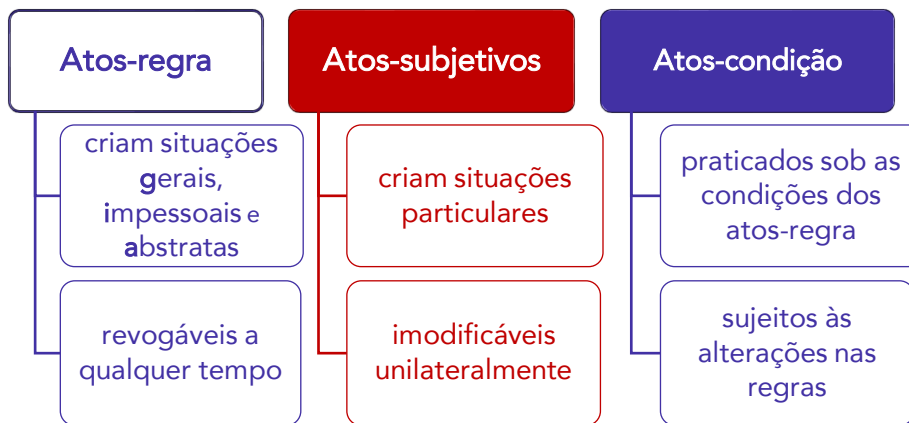 Atos-regra
criam situações
gerais,
impessoais e
abstratas
revogáveis a
qualquer tempo
Atos-subjetivos
criam situações
particulares
imodificáveis
unilateralmente
Atos-condição
praticados sob as
condições dos
atos-regra
sujeitos às
alterações nas
regras